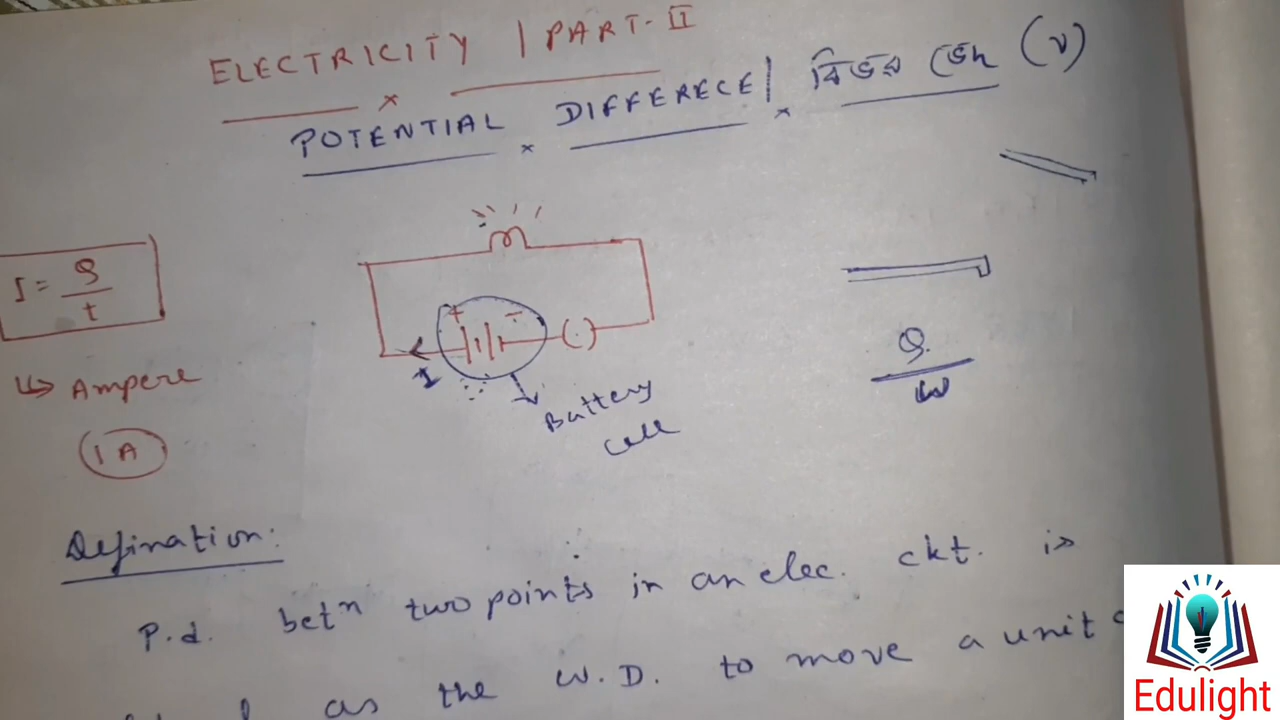 ELECTRICITY | PART-II
POTENTIAL DIFFERECE | বিভব ভেদ (V)
I = Q / t
↳ Ampere
1 A
+ -
( . )
I
Battery
cell
Q
W
Defination:
P.d. betn two points in an elec. ckt. is
as the W.D. to move a unit
Edulight